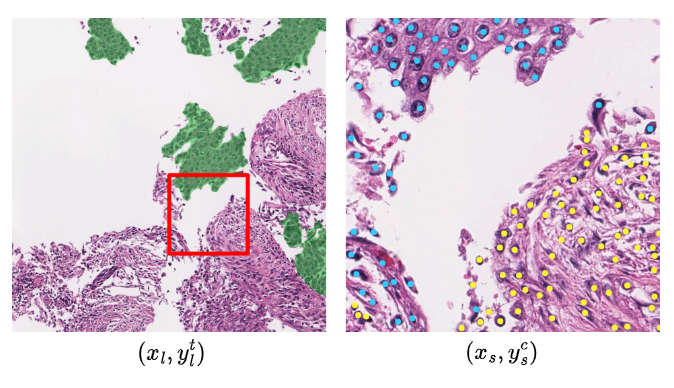 (x_l, y_l^t)
(x_s, y_s^c)